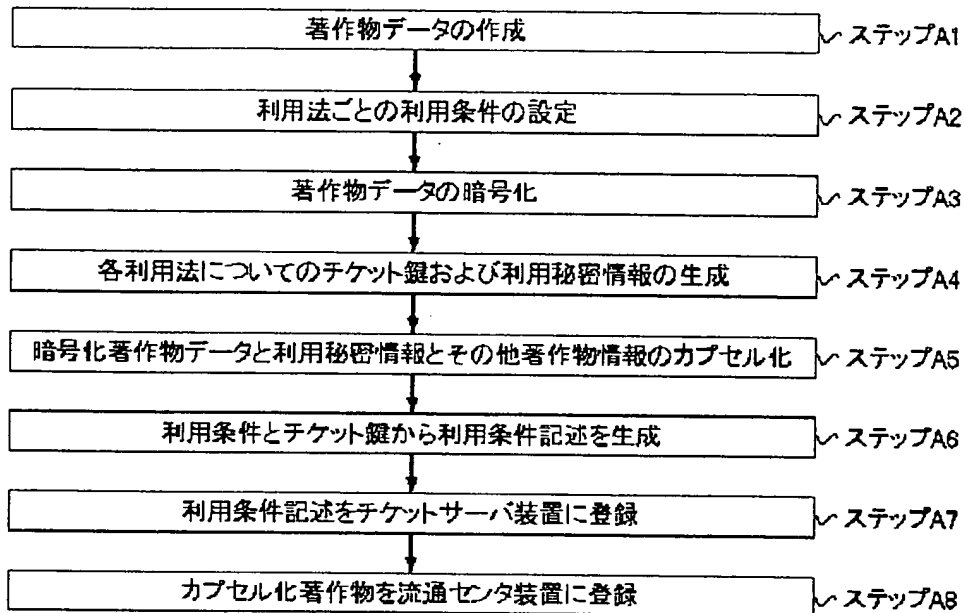 著作物データの作成 ステップA1
利用法ごとの利用条件の設定 ステップA2
著作物データの暗号化 ステップA3
各利用法についてのチケット鍵および利用秘密情報の生成 ステップA4
暗号化著作物データと利用秘密情報とその他著作物情報のカプセル化 ステップA5
利用条件とチケット鍵から利用条件記述を生成 ステップA6
利用条件記述をチケットサーバ装置に登録 ステップA7
カプセル化著作物を流通センタ装置に登録 ステップA8